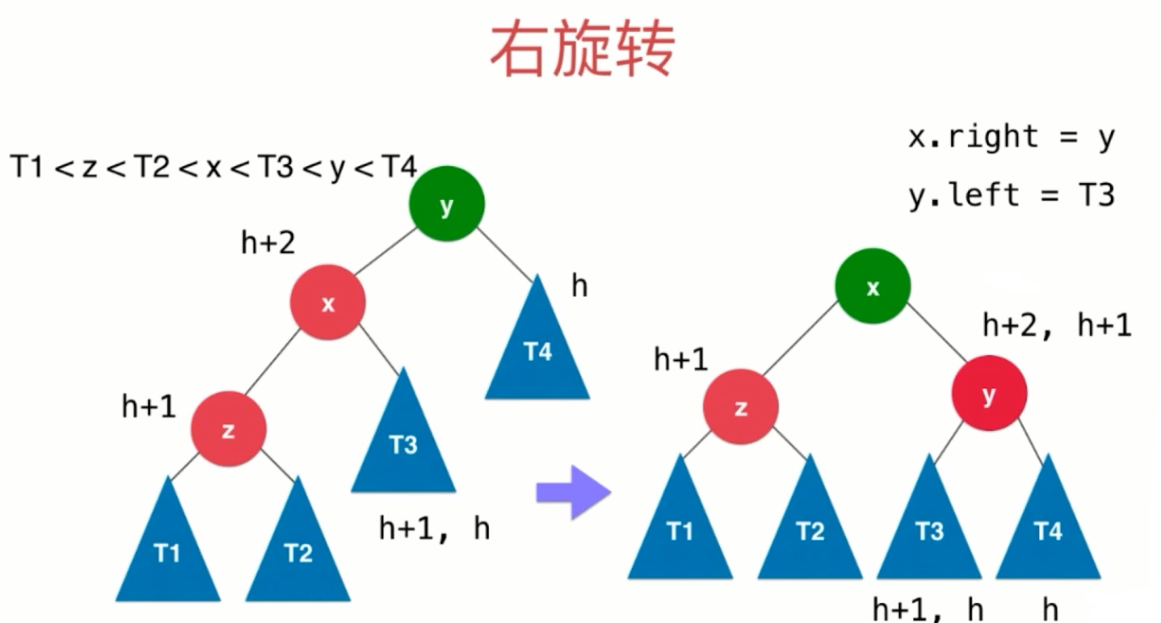 右旋转
T1 < z < T2 < x < T3 < y < T4
x.right = y
y.left = T3
y
h+2
x
h
T4
h+1
z
T3
h+1, h
T1
T2
x
h+2, h+1
h+1
z
y
T1
T2
T3
T4
h+1, h
h